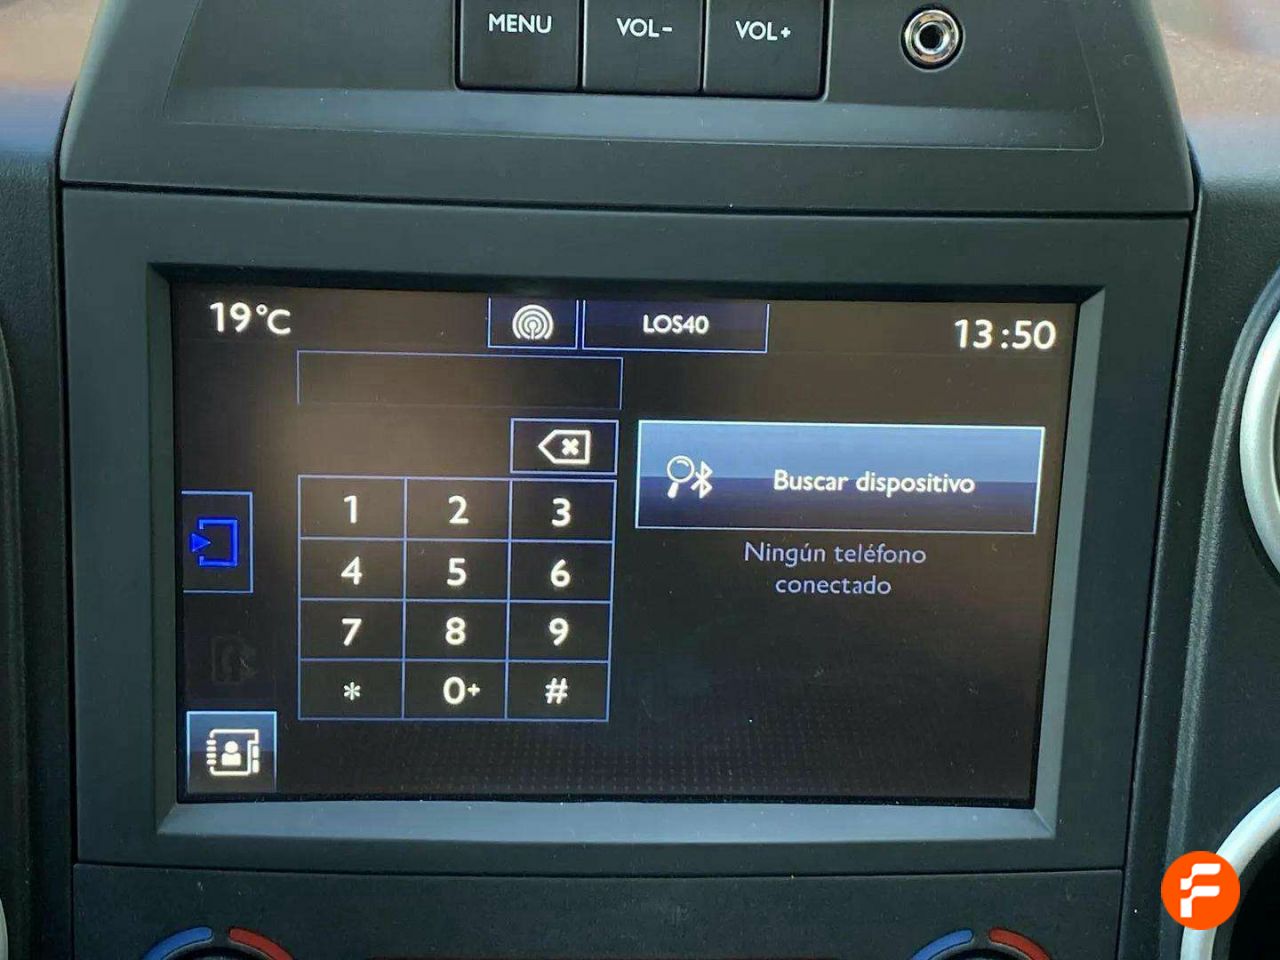 MENU VOL- VOL+
19°C LOS40 13:50
1 2 3
4 5 6
7 8 9
* 0+ #
Buscar dispositivo
Ningún teléfono
conectado
F